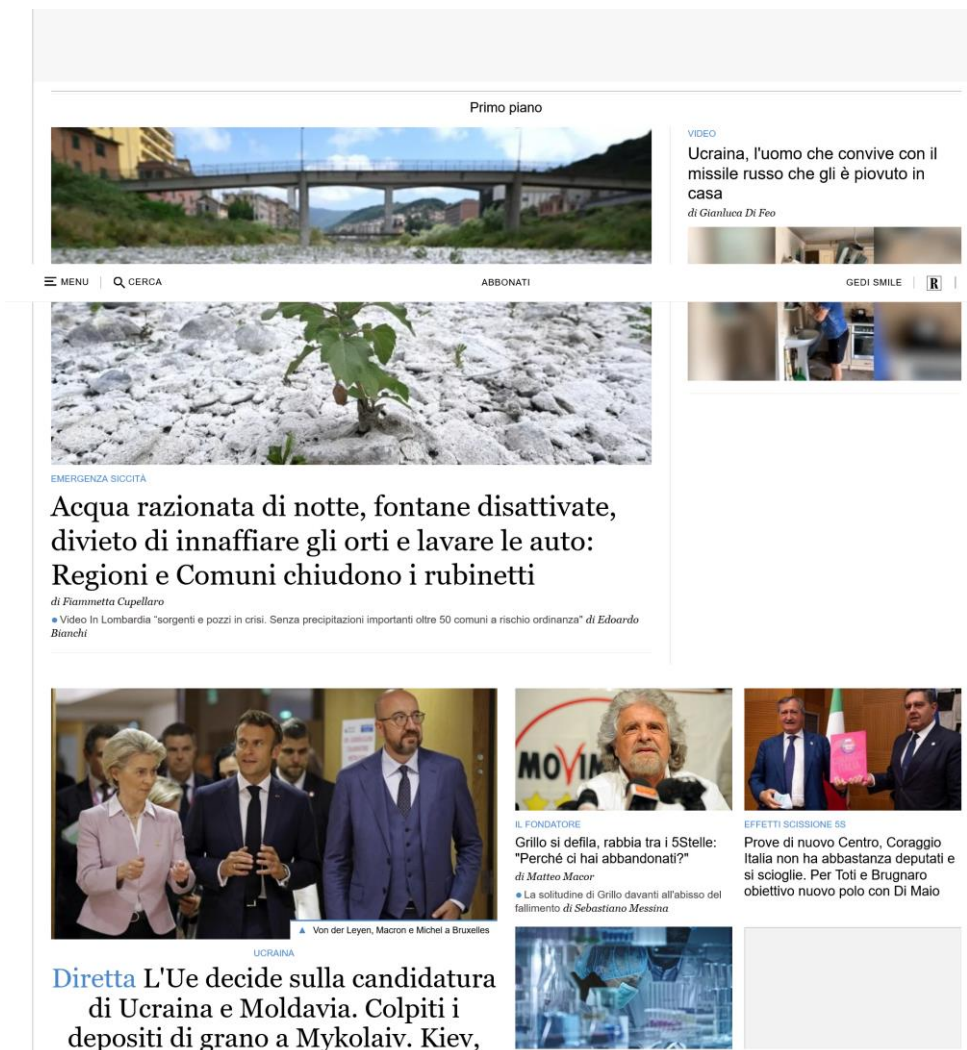 Primo piano
VIDEO
Ucraina, l'uomo che convive con il
missile russo che gli è piovuto in
casa
di Gianluca Di Feo
MENU
CERCA
ABBONATI
GEDI SMILE
R
EMERGENZA SICCITÀ
Acqua razionata di notte, fontane disattivate,
divieto di innaffiare gli orti e lavare le auto:
Regioni e Comuni chiudono i rubinetti
di Fiammetta Cupellaro
Video In Lombardia "sorgenti e pozzi in crisi. Senza precipitazioni importanti oltre 50 comuni a rischio ordinanza" di Edoardo
Bianchi
Von der Leyen, Macron e Michel a Bruxelles
UCRAINA
Diretta L'Ue decide sulla candidatura
di Ucraina e Moldavia. Colpiti i
depositi di grano a Mykolaiv. Kiev,
MOVIM
IL FONDATORE
Grillo si defila, rabbia tra i 5Stelle:
"Perché ci hai abbandonati?"
di Matteo Macor
La solitudine di Grillo davanti all'abisso del
fallimento di Sebastiano Messina
EFFETTI SCISSIONE 5S
Prove di nuovo Centro, Coraggio
Italia non ha abbastanza deputati e
si scioglie. Per Toti e Brugnaro
obiettivo nuovo polo con Di Maio